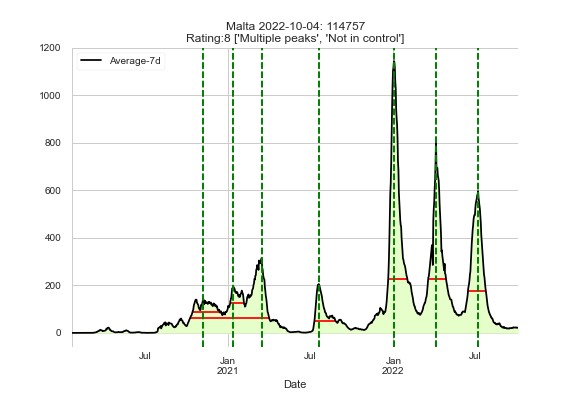 Malta 2022-10-04: 114757
Rating:8 ['Multiple peaks', 'Not in control']
1200
Average-7d
1000
800
600
400
200
0
Jul
Jan
2021
Jul
Jan
2022
Jul
Date